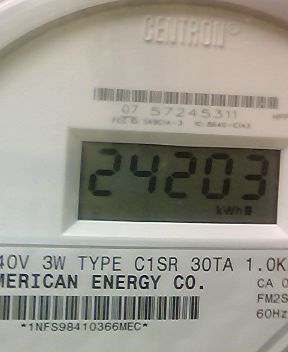 CENTRON®
07 57245311
24203
kWh
40V 3W TYPE C1SR 30TA 1.0K
MERICAN ENERGY CO.
CA 0
FM2S
60Hz
*1NFS98410366MEC*